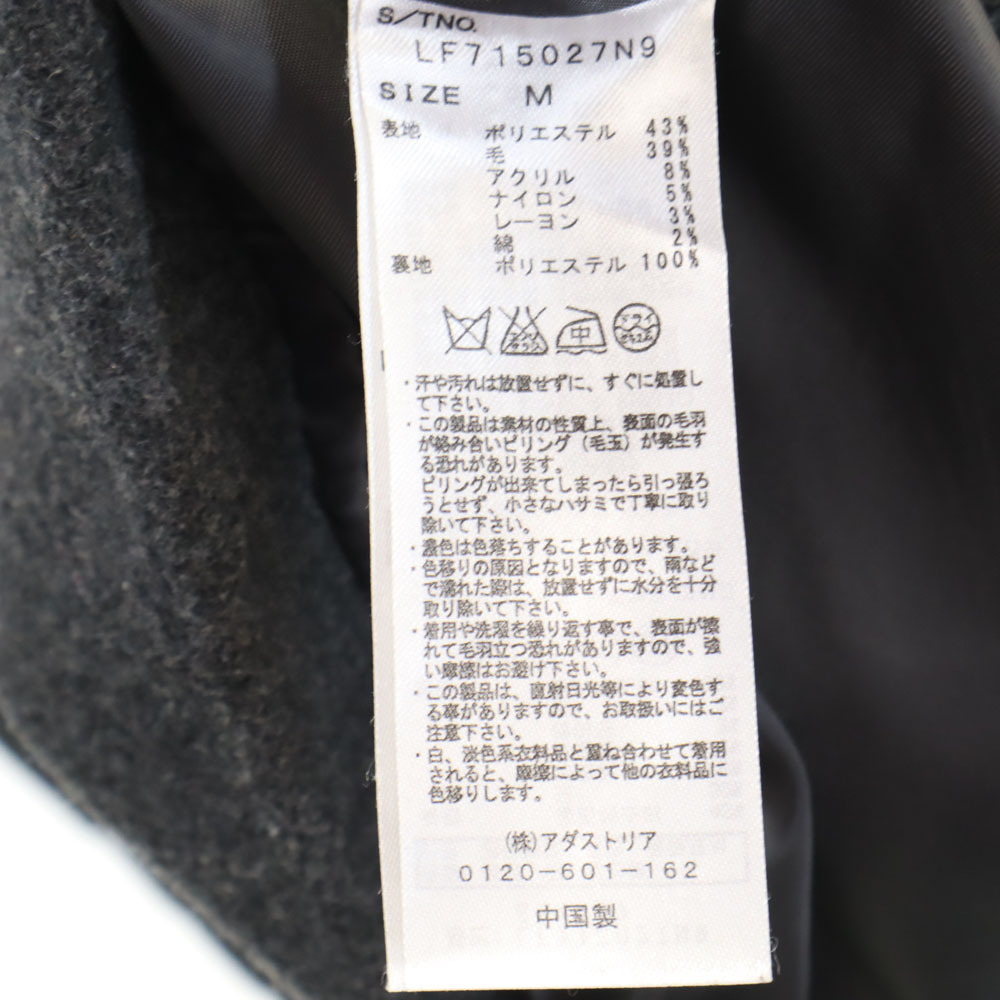 S/TNO.
LF715027N9
SIZE M
表地 ポリエステル 43%
毛 39%
アクリル 8%
ナイロン 5%
レーヨン 3%
綿 2%
裏地 ポリエステル 100%
エンソサラシ 中 ドライ セキユ系
・汗や汚れは放置せずに、すぐに処置し
て下さい。
・この製品は素材の性質上、表面の毛羽
が絡み合いピリング（毛玉）が発生す
る恐れがあります。
ピリングが出来てしまったら引っ張ろ
うとせず、小さなハサミで丁寧に取り
除いて下さい。
・濃色は色落ちすることがあります。
・色移りの原因となりますので、雨など
で濡れた際は、放置せずに水分を十分
取り除いて下さい。
・着用や洗濯を繰り返す事で、表面が擦
れて毛羽立つ恐れがありますので、強
い摩擦はお避け下さい。
・この製品は、直射日光等により変色す
る事がありますので、お取扱いにはご
注意下さい。
・白、淡色系衣料品と重ね合わせて着用
されると、摩擦によって他の衣料品に
色移りします。
（株）アダストリア
0120-601-162
中国製